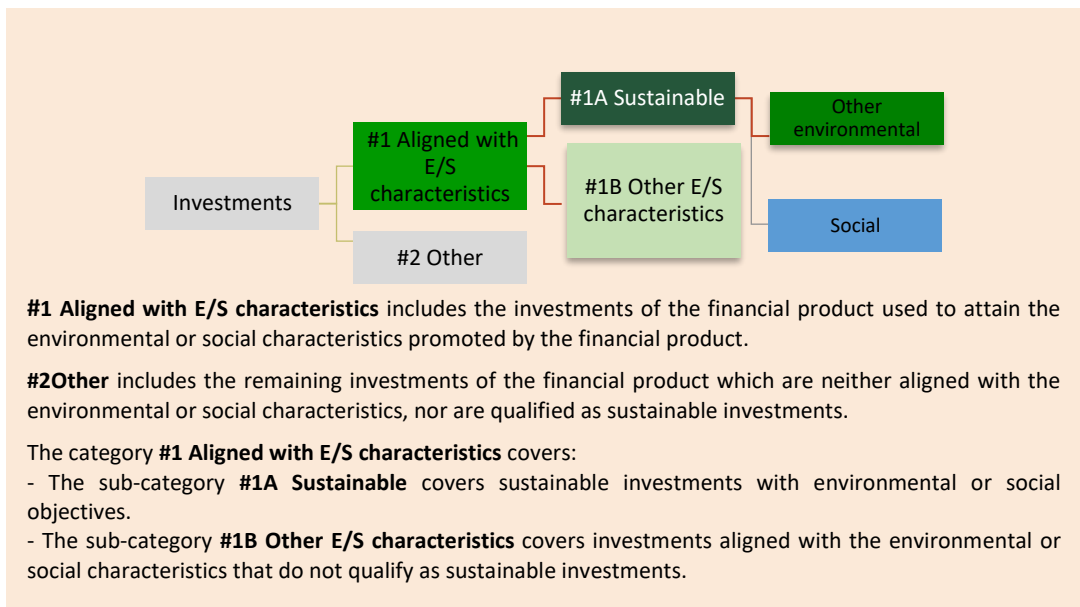 #1A Sustainable
Other
environmental
#1 Aligned with
E/S
characteristics
#1B Other E/S
characteristics
Investments
Social
#2 Other
#1 Aligned with E/S characteristics includes the investments of the financial product used to attain the
environmental or social characteristics promoted by the financial product.
#2Other includes the remaining investments of the financial product which are neither aligned with the
environmental or social characteristics, nor are qualified as sustainable investments.
The category #1 Aligned with E/S characteristics covers:
- The sub-category #1A Sustainable covers sustainable investments with environmental or social
objectives.
- The sub-category #1B Other E/S characteristics covers investments aligned with the environmental or
social characteristics that do not qualify as sustainable investments.